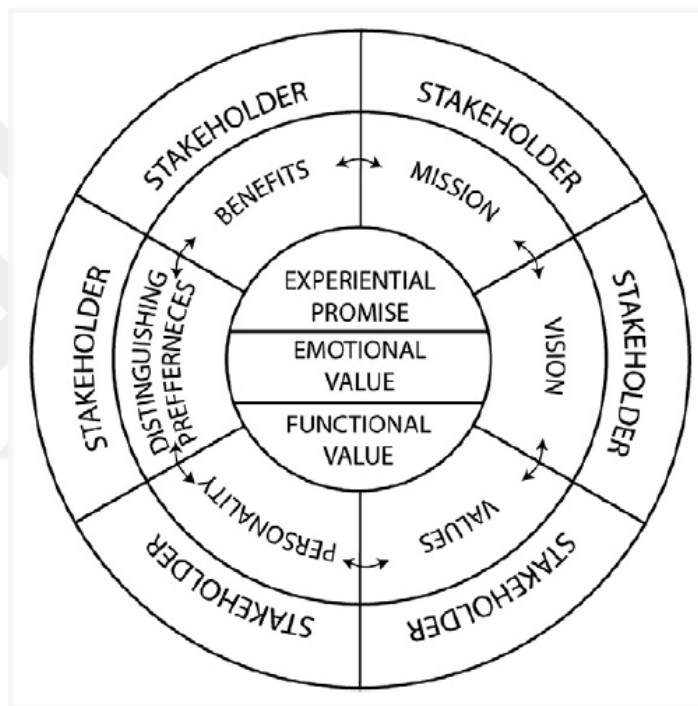 STAKEHOLDER
STAKEHOLDER
BENEFITS
MISSION
STAKEHOLDER
DISTINGUISHING
PREFFERNECES
EXPERIENTIAL
PROMISE
EMOTIONAL
VALUE
FUNCTIONAL
VALUE
VISION
STAKEHOLDER
PERSONALITY
VALUES
STAKEHOLDER
STAKEHOLDER